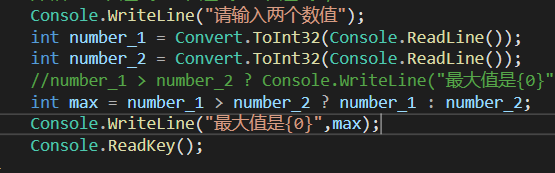 Console.WriteLine("请输入两个数值");
int number_1 = Convert.ToInt32(Console.ReadLine());
int number_2 = Convert.ToInt32(Console.ReadLine());
//number_1 > number_2 ? Console.WriteLine("最大值是{0}"
int max = number_1 > number_2 ? number_1 : number_2;
Console.WriteLine("最大值是{0}",max);
Console.ReadKey();